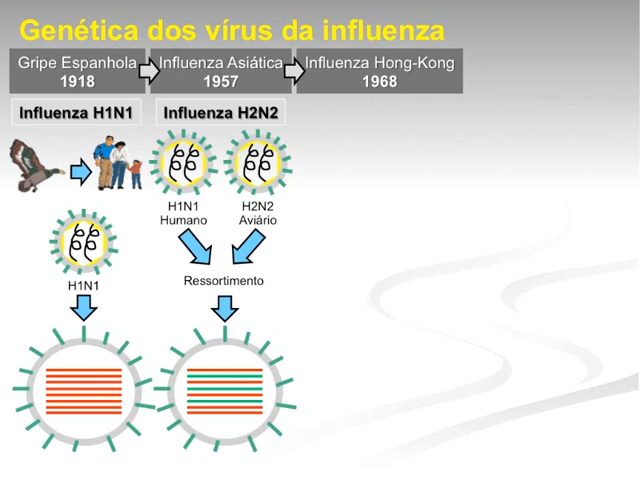 Genética dos vírus da influenza
Gripe Espanhola
1918
Influenza Asiática
1957
Influenza Hong-Kong
1968
Influenza H1N1
Influenza H2N2
H1N1
Humano
H2N2
Aviário
Ressortimento
H1N1